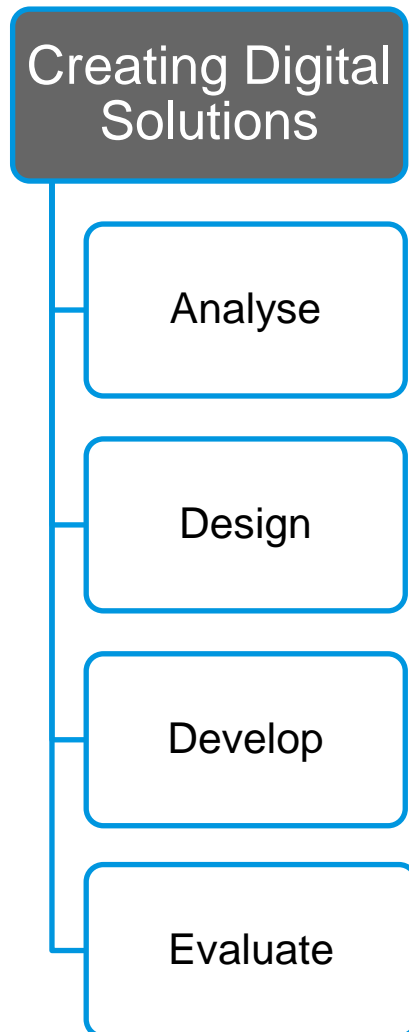 Creating Digital
Solutions
Analyse
Design
Develop
Evaluate